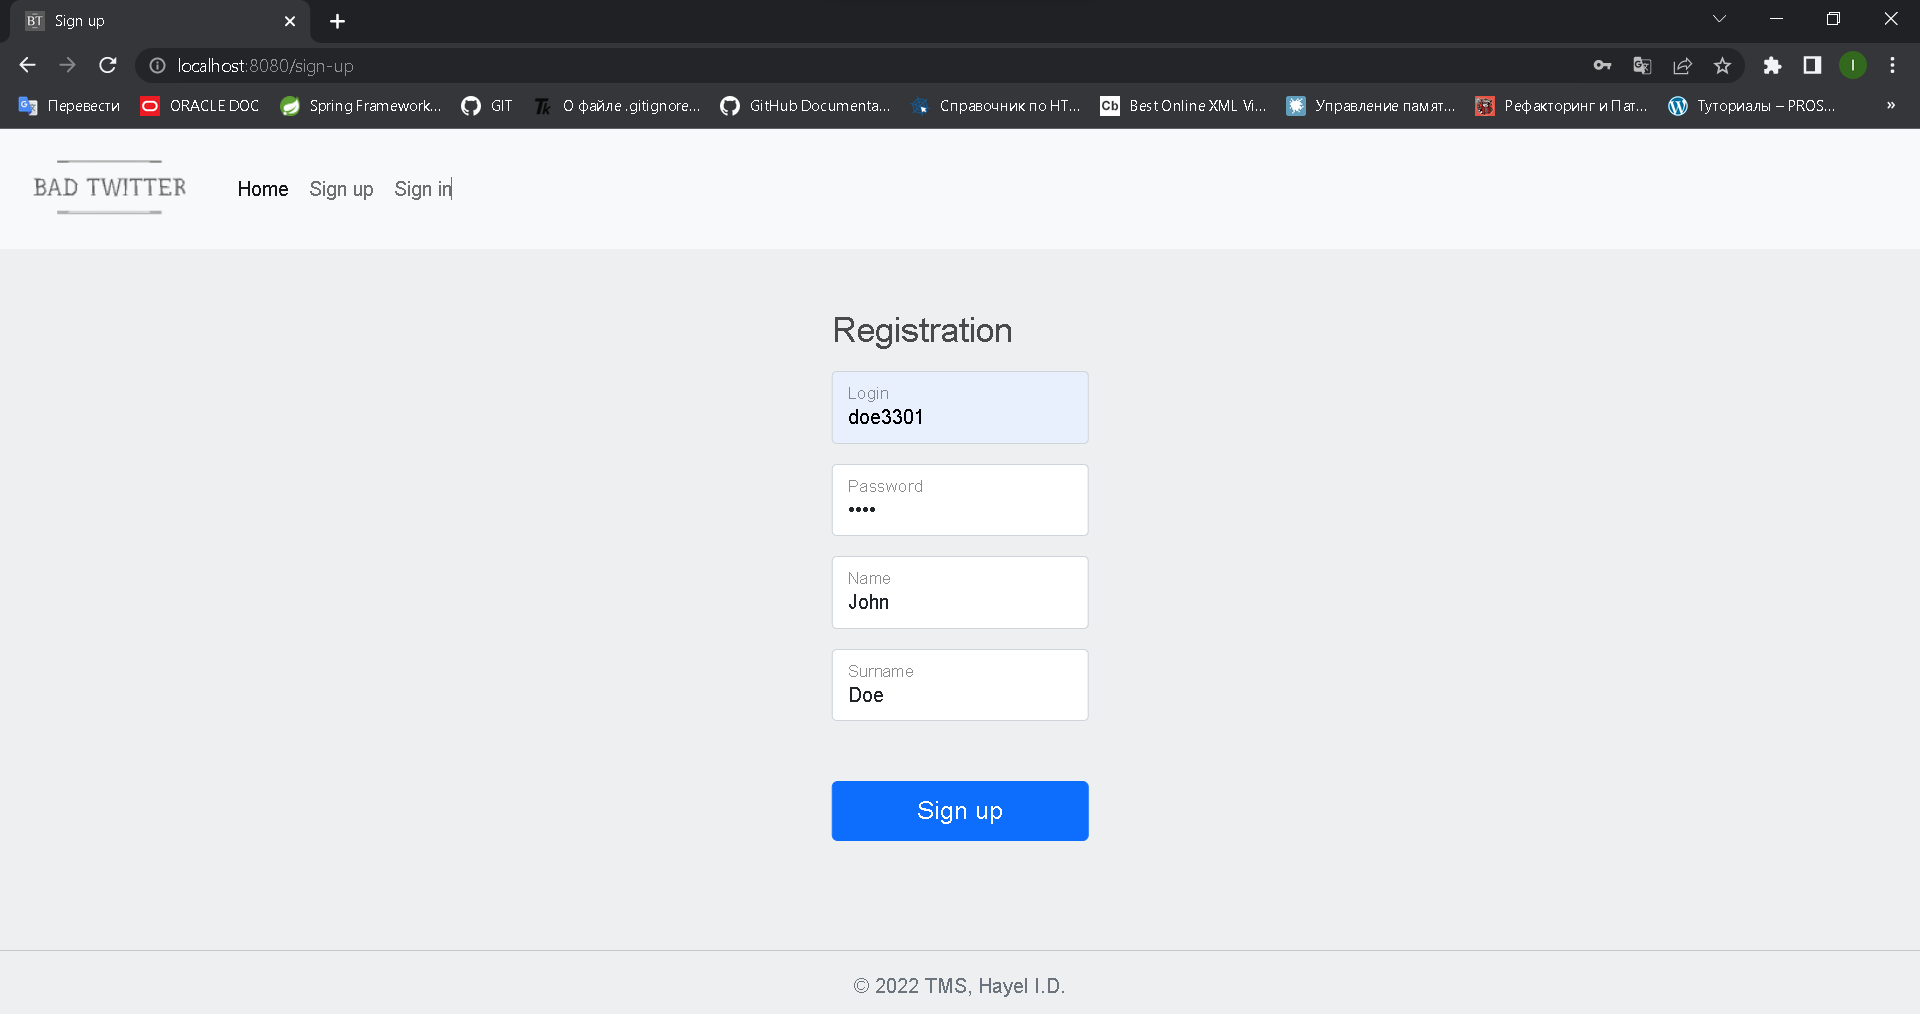 BT Sign up
localhost:8080/sign-up
I
Перевести ORACLE DOC Spring Framework... GIT Tk О файле .gitignore... GitHub Documenta... Справочник по HT... Cb Best Online XML Vi... Управление памят... Рефакторинг и Пат... Туториалы – PROS... »
BAD TWITTER Home Sign up Sign in
Registration
Login
doe3301
Password
••••
Name
John
Surname
Doe
Sign up
© 2022 TMS, Hayel I.D.